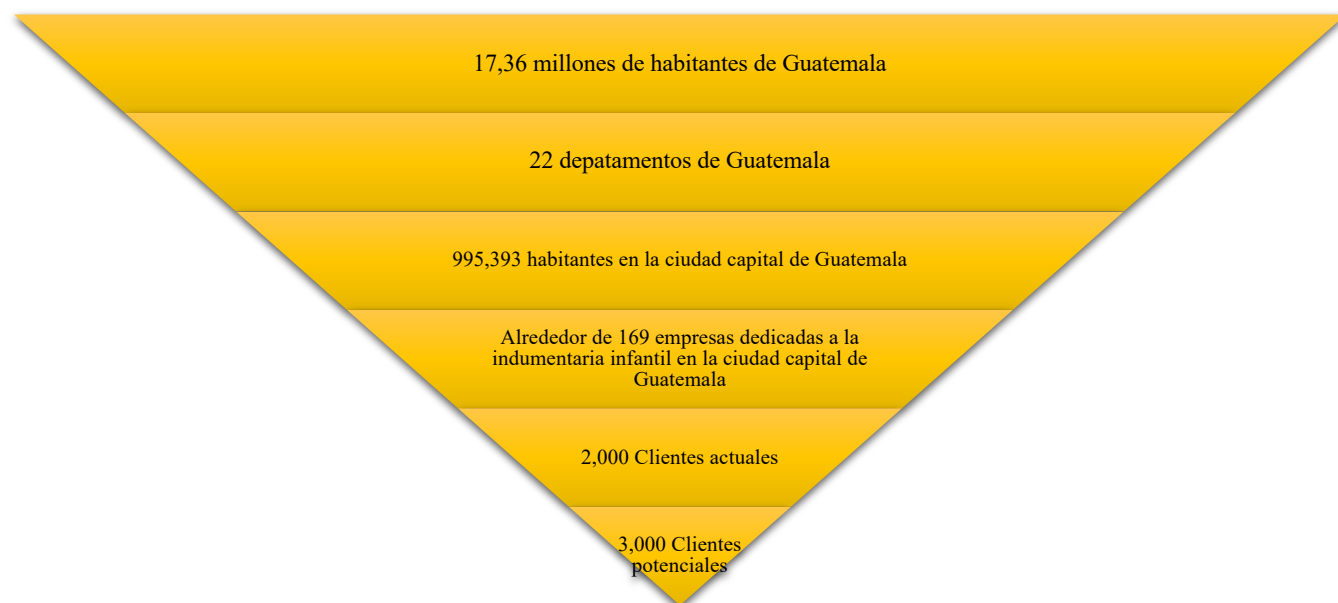 17,36 millones de habitantes de Guatemala
22 depatamentos de Guatemala
995,393 habitantes en la ciudad capital de Guatemala
Alrededor de 169 empresas dedicadas a la
indumentaria infantil en la ciudad capital de
Guatemala
2,000 Clientes actuales
3,000 Clientes
potenciales